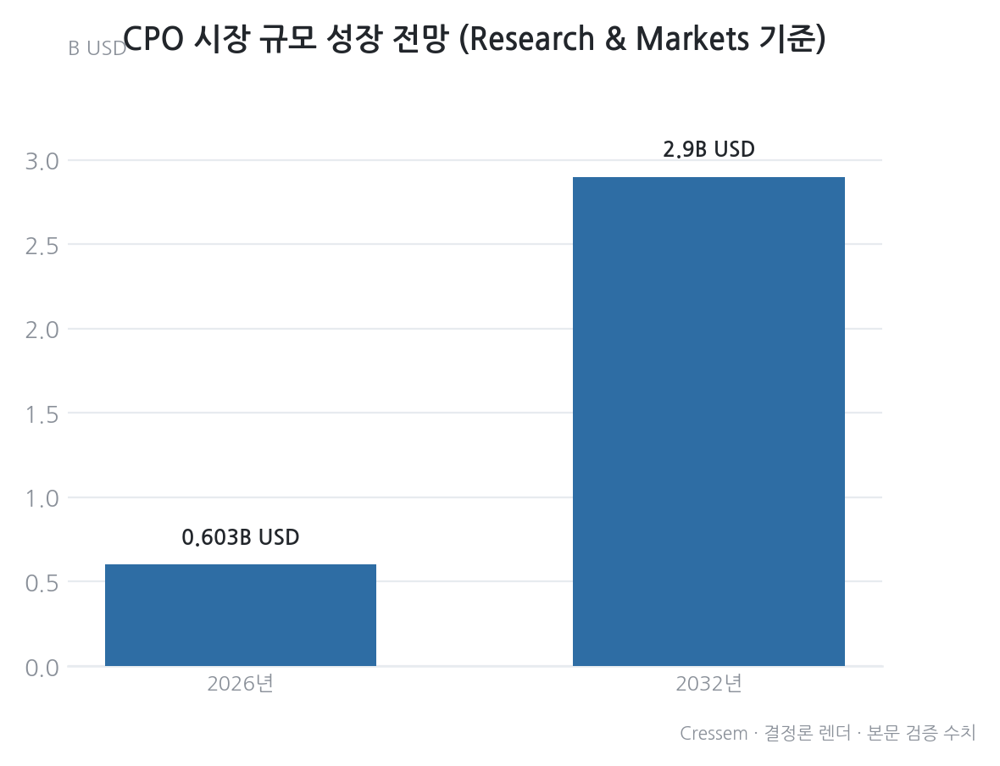 B USD
CPO 시장 규모 성장 전망 (Research & Markets 기준)
2.9B USD
3.0
2.5
2.0
1.5
1.0
0.603B USD
0.5
0.0
2026년
2032년
Cressem · 결정론 렌더 · 본문 검증 수치